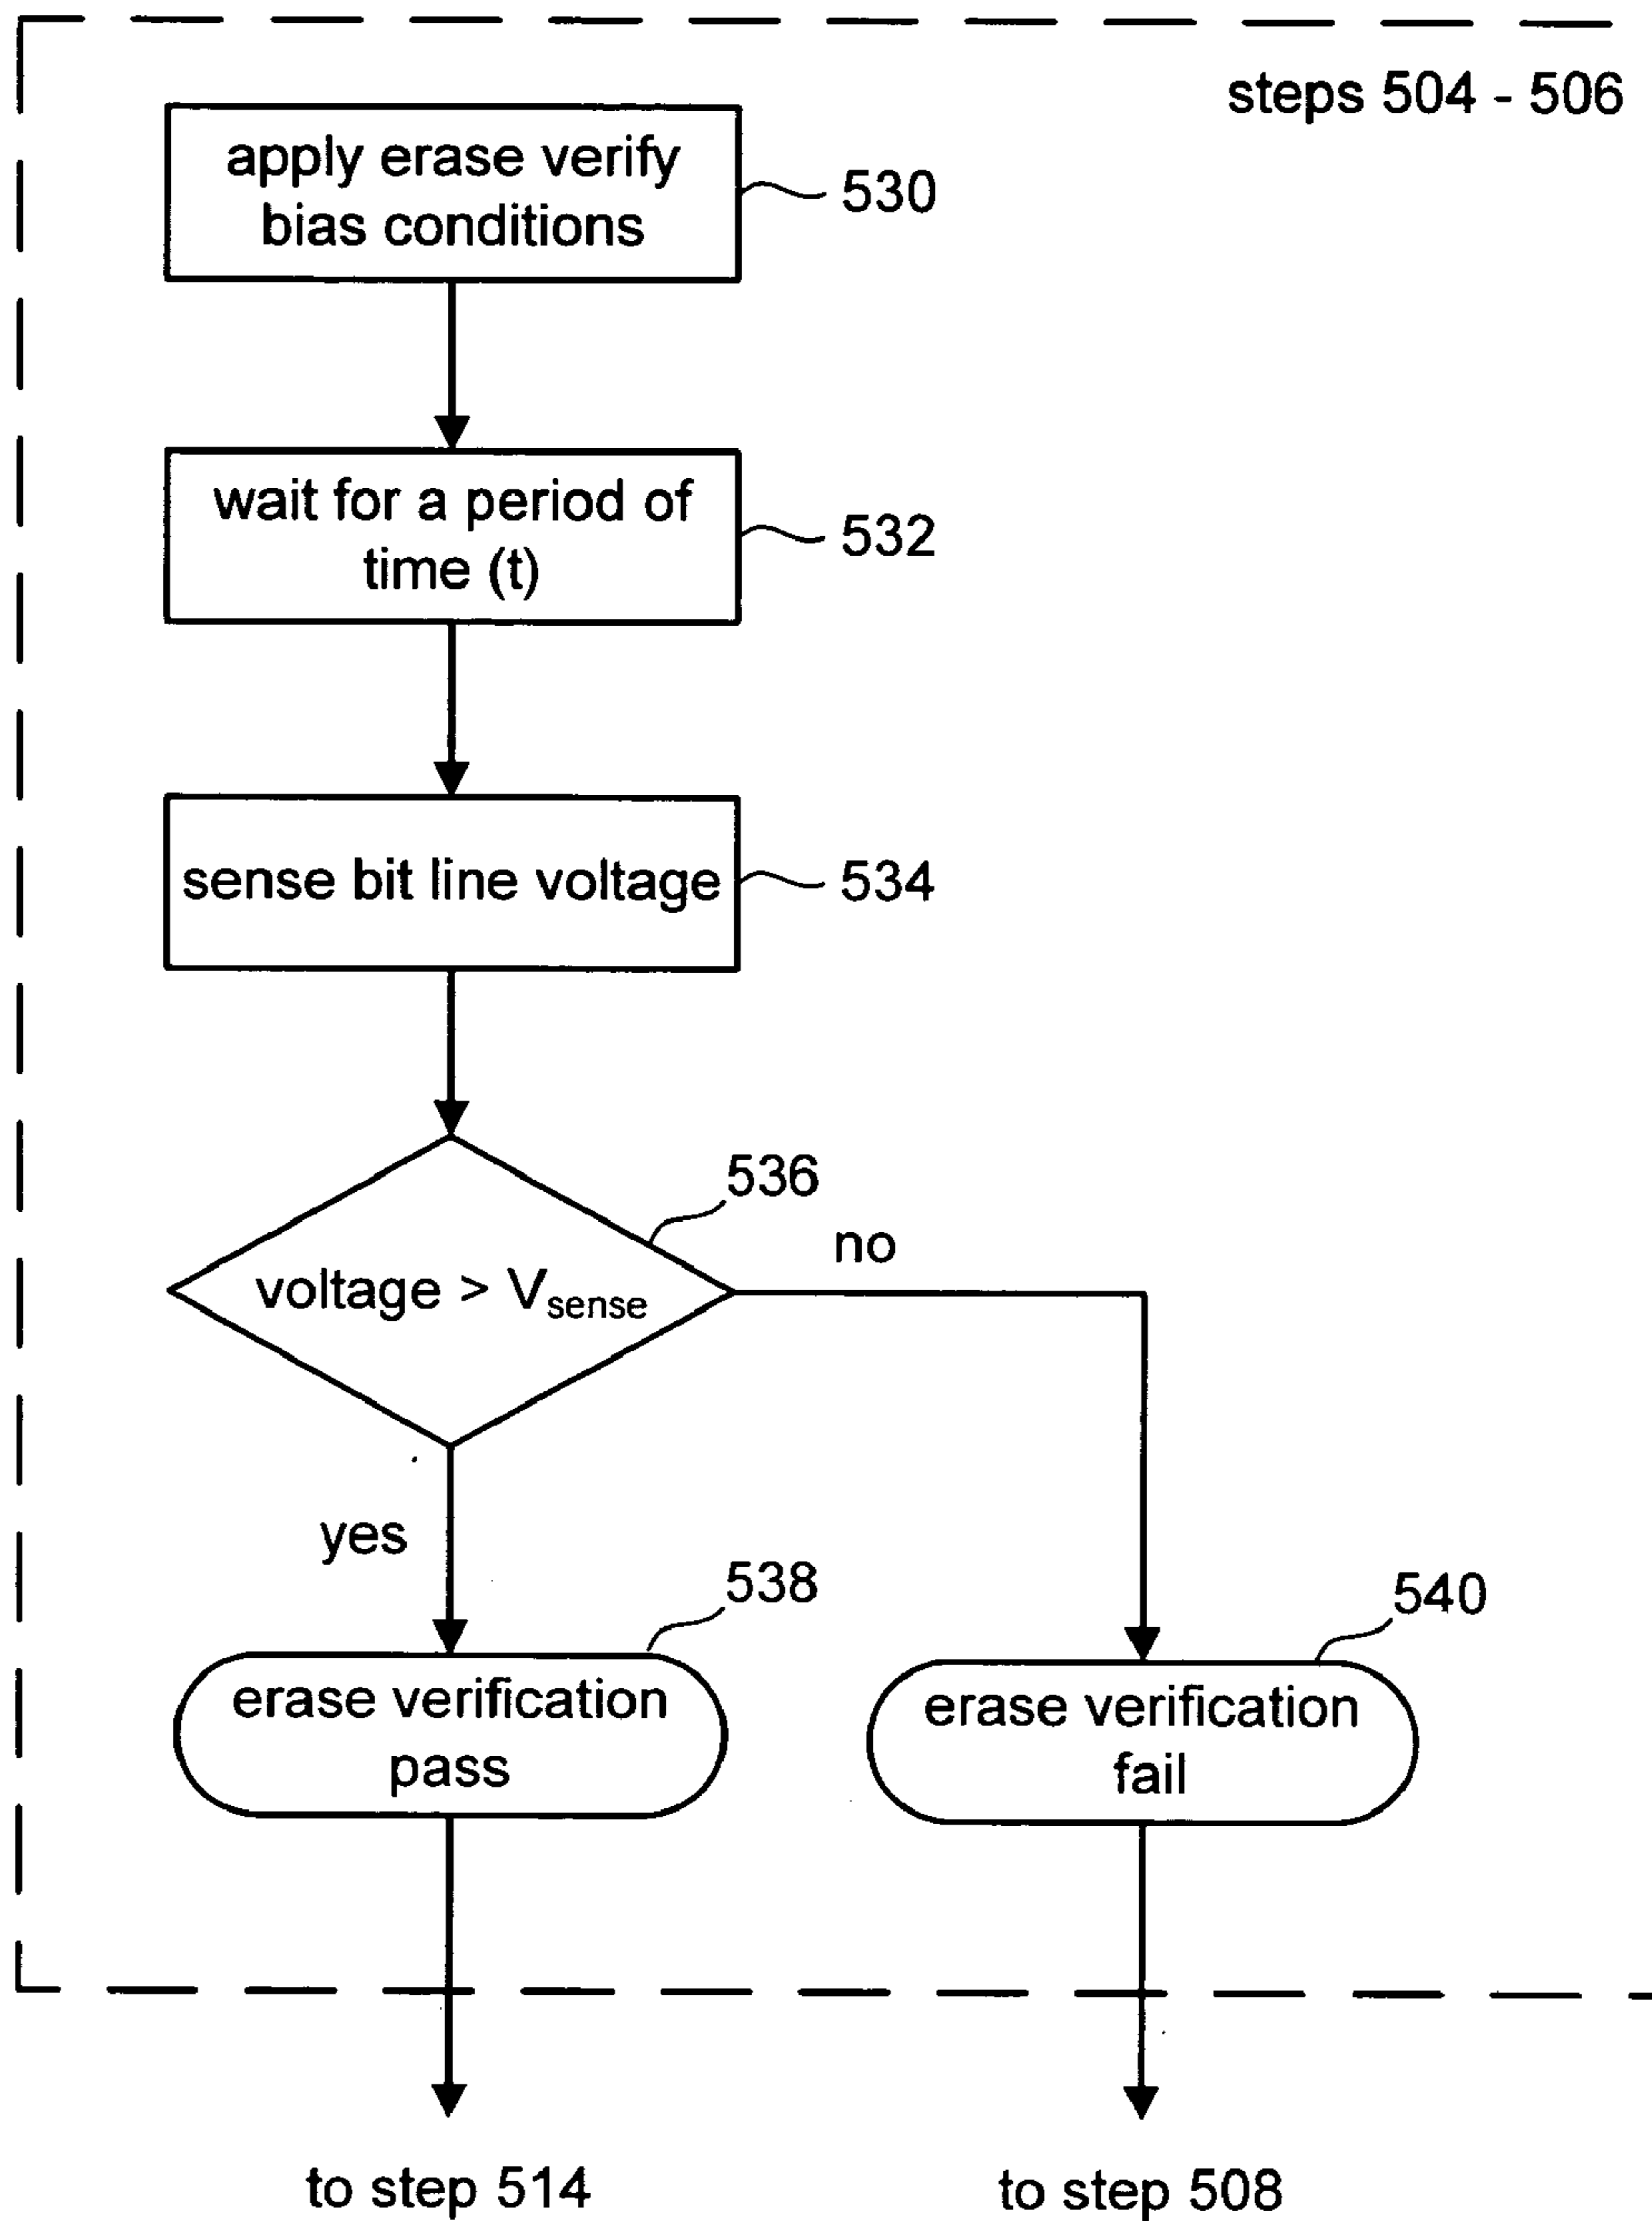 steps 504 - 506
apply erase verify
bias conditions
530
wait for a period of
time (t)
532
sense bit line voltage
534
536
voltage > Vsense
no
yes
538
erase verification
pass
540
erase verification
fail
to step 514
to step 508